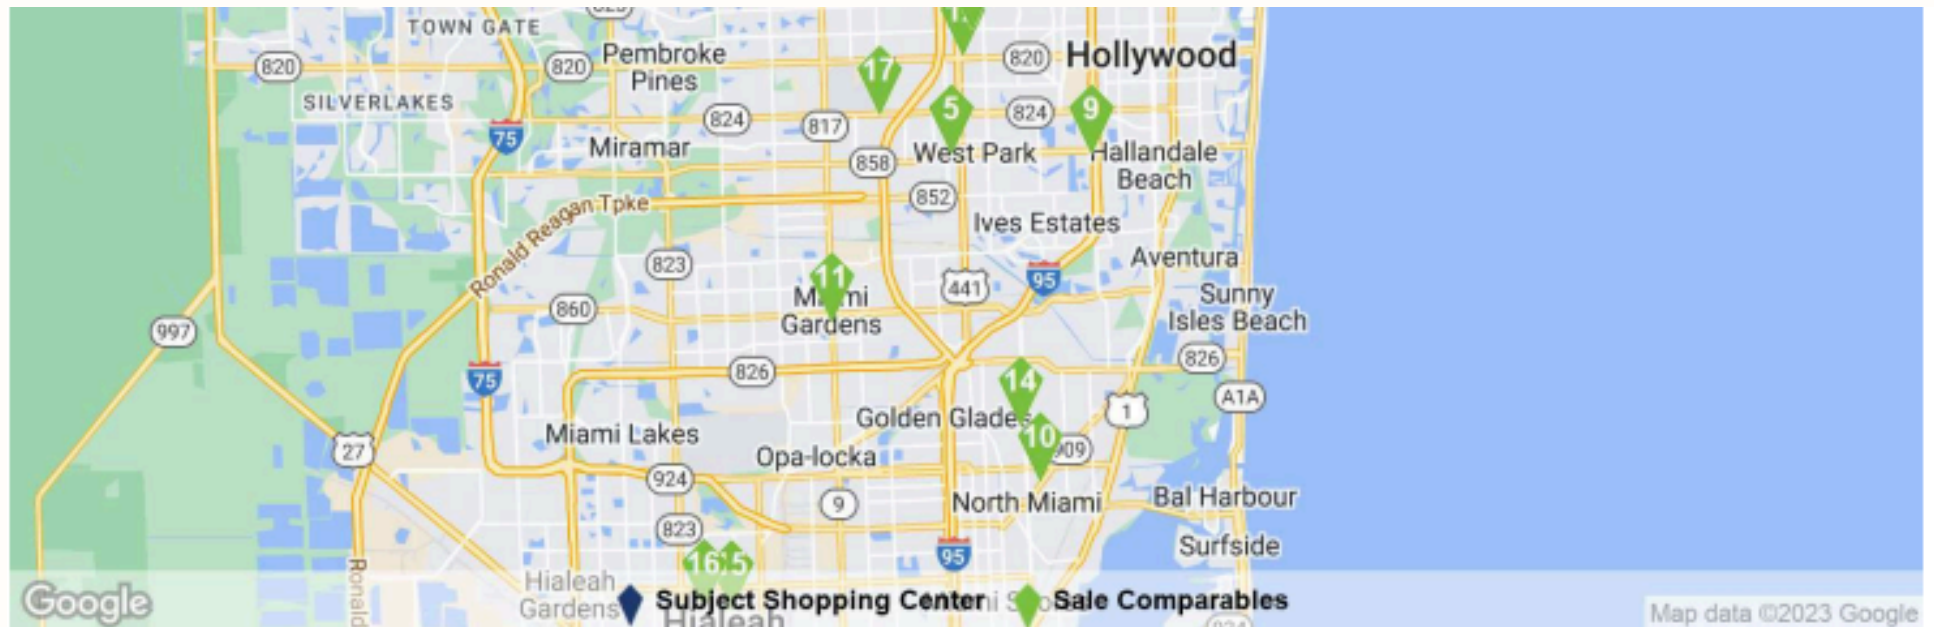 TOWN GATE
Pembroke
Pines
820
820
820
Hollywood
17
SILVERLAKES
5
9
824
817
824
75
Miramar
858
West Park
Hallandale
Beach
Ronald Reagan Tpke
852
Ives Estates
823
11
Aventura
95
441
Miami
Gardens
Sunny
Isles Beach
860
997
826
826
75
14
A1A
1
Golden Glades
10
909
27
Miami Lakes
Opa-locka
924
9
North Miami
Bal Harbour
823
Surfside
95
16
15
Ronald
Hialeah
Gardens
Hialeah
Google
Subject Shopping Center
Sale Comparables
Map data ©2023 Google